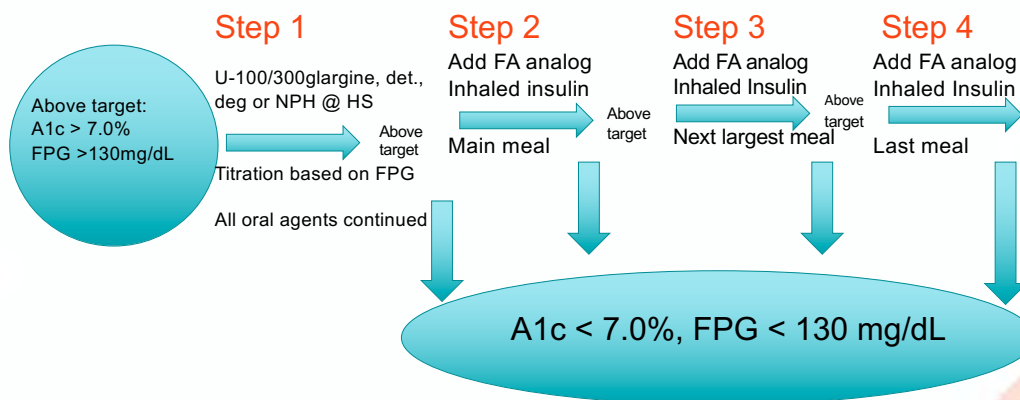 Step 1
Step 2
Step 3
Step 4
Above target:
A1c > 7.0%
FPG >130mg/dL
U-100/300glargine, det.,
deg or NPH @ HS
Titration based on FPG
All oral agents continued
Above
target
Add FA analog
Inhaled insulin
Main meal
Above
target
Add FA analog
Inhaled Insulin
Next largest meal
Above
target
Add FA analog
Inhaled Insulin
Last meal
A1c < 7.0%, FPG < 130 mg/dL